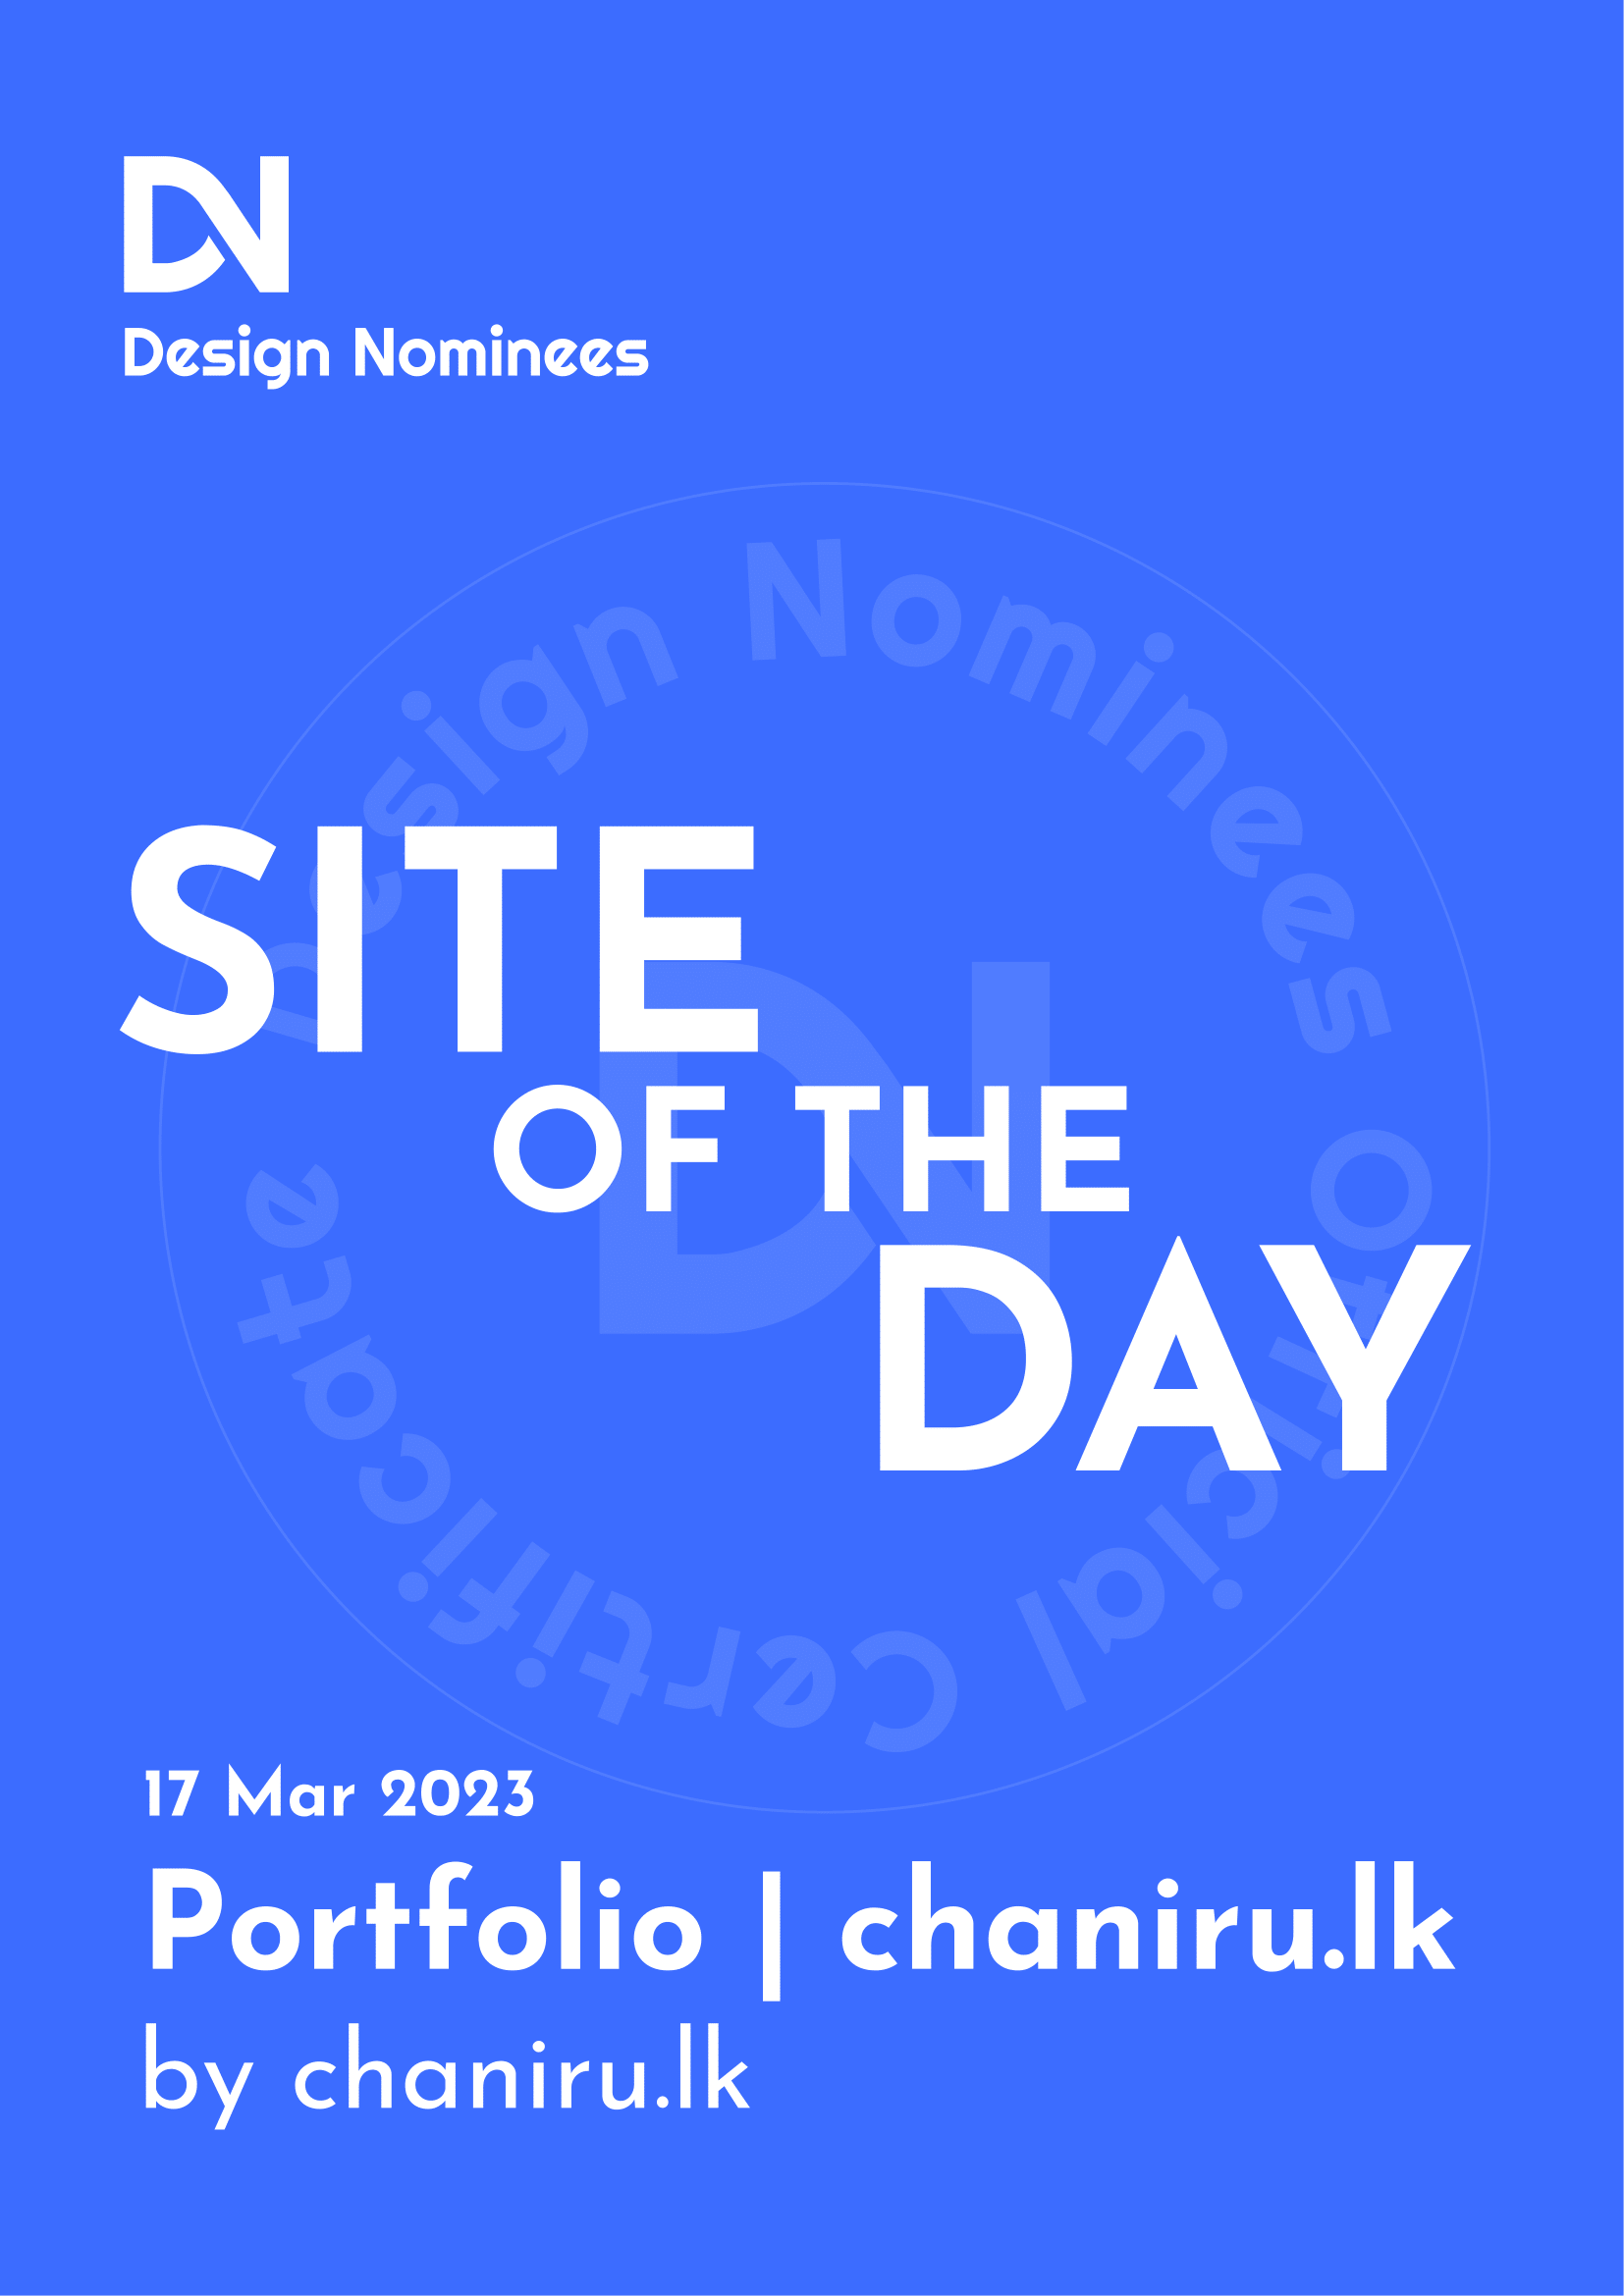 DN
Design Nominees
Design Nominees Official Certificate
SITE
OF THE
DAY
DN
17 Mar 2023
Portfolio | chaniru.lk
by chaniru.lk